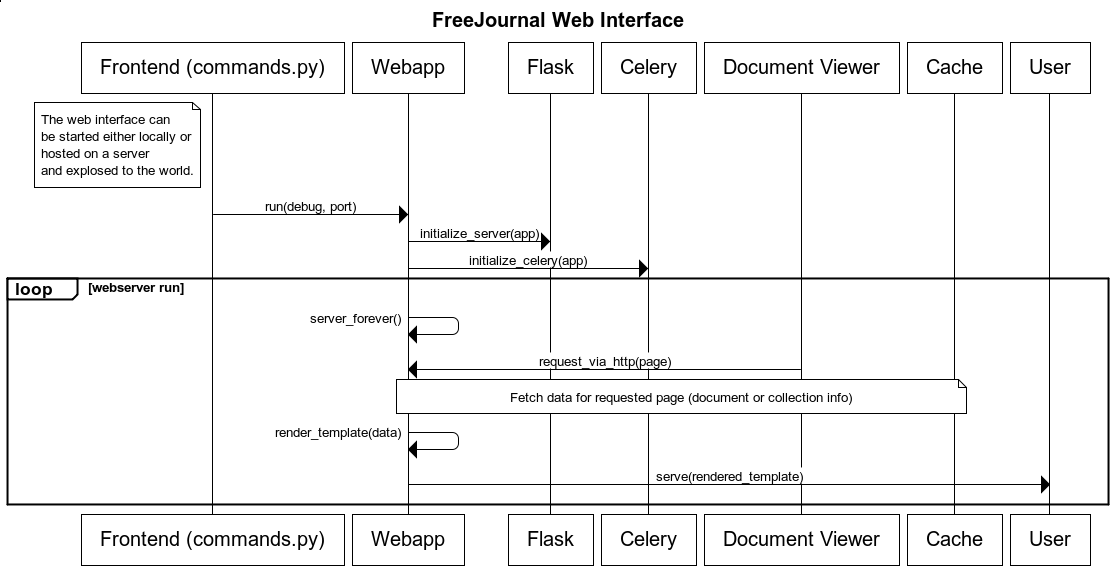 FreeJournal Web Interface
Frontend (commands.py)
Webapp
Flask
Celery
Document Viewer
Cache
User
The web interface can
be started either locally or
hosted on a server
and explosed to the world.
run(debug, port)
initialize_server(app)
initialize_celery(app)
loop
[webserver run]
server_forever()
request_via_http(page)
Fetch data for requested page (document or collection info)
render_template(data)
serve(rendered_template)
Frontend (commands.py)
Webapp
Flask
Celery
Document Viewer
Cache
User